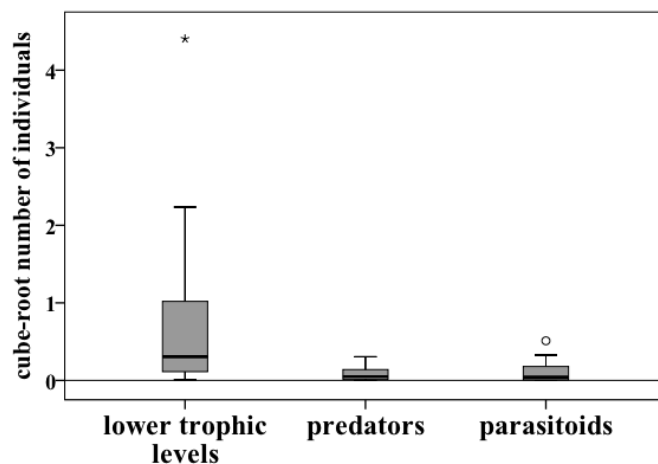 cube-root number of individuals
4
3
2
1
0
lower trophic
levels
predators
parasitoids